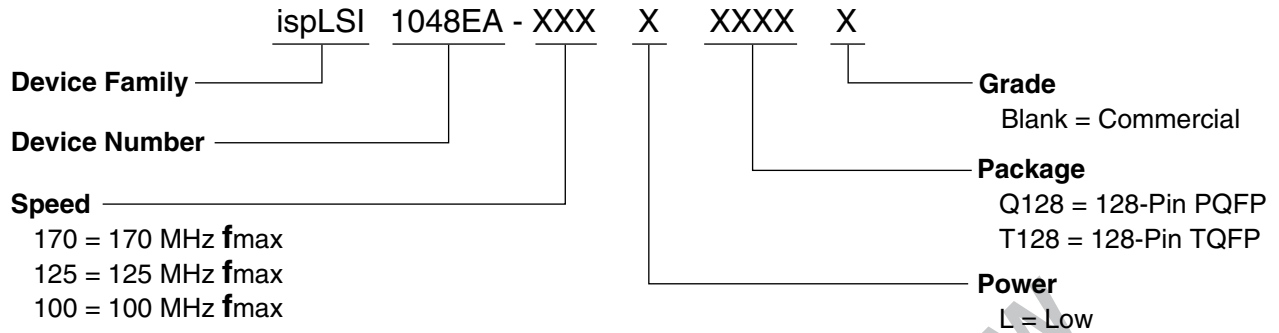 ispLSI 1048EA - XXX X XXXX X
Device Family
Device Number
Speed
170 = 170 MHz fmax
125 = 125 MHz fmax
100 = 100 MHz fmax
Grade
Blank = Commercial
Package
Q128 = 128-Pin PQFP
T128 = 128-Pin TQFP
Power
L = Low